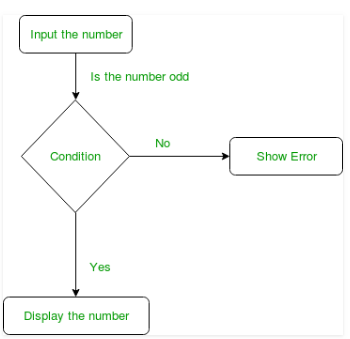 Input the number
Is the number odd
Condition
No
Show Error
Yes
Display the number